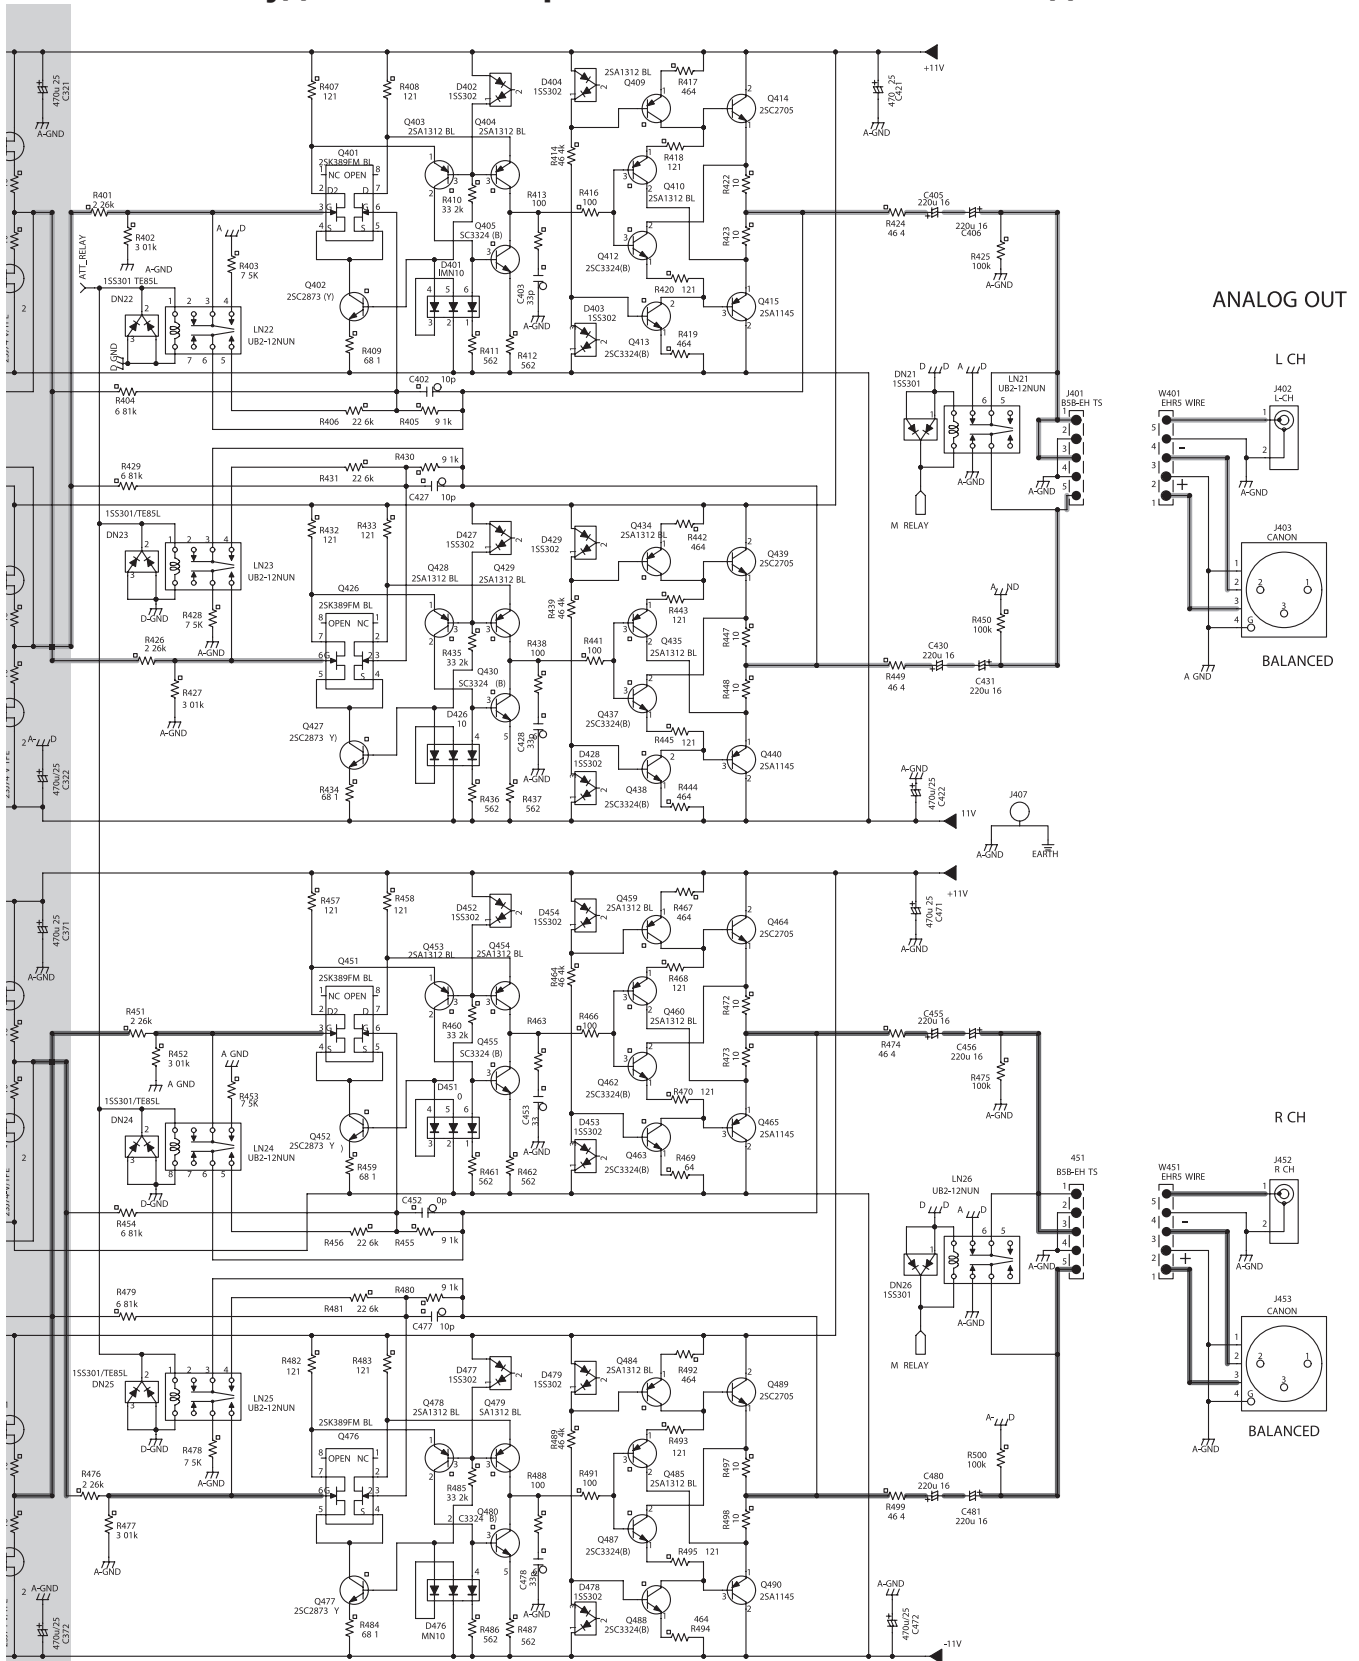 +11V
470u 25
C321
A-GND
R407
121
R408
121
D402
1SS302
D404
1SS302
2SA1312 BL
Q409
R417
464
Q414
2SC2705
C421
A-GND
Q403
2SA1312 BL
Q404
2SA1312 BL
Q401
2SK389FM BL
NC OPEN
R414
46 4k
R418
121
Q410
2SA1312 BL
R422
10
R401
2 26k
R402
3 01k
A-GND
R403
7 5K
ATT_RELAY
R410
33 2k
Q405
SC3324 (B)
R413
100
R416
100
R423
10
R424
46 4
C405
220u 16
220u 16
C406
R425
100k
A-GND
ANALOG OUT
1SS301 TE85L
DN22
LN22
UB2-12NUN
Q402
2SC2873 (Y)
D401
IMN10
C403
33p
A-GND
Q412
2SC3324(B)
R420 121
D403
1SS302
Q413
2SC3324(B)
R419
464
Q415
2SA1145
R409
68 1
R411
562
R412
562
L CH
DN21
1SS301
LN21
UB2-12NUN
J401
B5B-EH TS
W401
EHR5 WIRE
J402
L-CH
R404
6 81k
C402
10p
R406
22 6k
R405
9 1k
A-GND
A-GND
A-GND
M RELAY
R429
6 81k
R431
22 6k
R430
9 1k
C427
10p
J403
CANON
BALANCED
A GND
1SS301/TE85L
DN23
LN23
UB2-12NUN
D-GND
R428
7 5K
A-GND
R432
121
R433
121
D427
1SS302
D429
1SS302
Q434
2SA1312 BL
R442
464
Q439
2SC2705
Q428
2SA1312 BL
Q429
2SA1312 BL
Q426
2SK389FM BL
OPEN NC
R439
46 4k
R443
121
Q435
2SA1312 BL
R447
10
R450
100k
R426
2 26k
R427
3 01k
A-GND
R435
33 2k
Q430
SC3324 (B)
R438
100
R441
100
R448
10
R449
46 4
C430
220u 16
C431
220u 16
Q427
2SC2873 Y)
D426
10
C428
A-GND
Q437
2SC3324(B)
R445 121
D428
1SS302
Q438
2SC3324(B)
R444
464
Q440
2SA1145
R434
68 1
R436
562
R437
562
470u/25
C322
A-GND
470u/25
C422
11V
J407
A-GND
EARTH
+11V
470u 25
C371
A-GND
R457
121
R458
121
D452
1SS302
D454
1SS302
Q459
2SA1312 BL
R467
464
Q464
2SC2705
470u 25
C471
A-GND
Q453
2SA1312 BL
Q454
2SA1312 BL
Q451
2SK389FM BL
NC OPEN
R464
46 4k
R468
121
Q460
2SA1312 BL
R472
10
R451
2 26k
R452
3 01k
A GND
A GND
R453
7 5K
R460
33 2k
Q455
SC3324 (B)
R463
R466
100
R473
10
R474
46 4
C455
220u 16
C456
220u 16
R475
100k
A-GND
1SS301/TE85L
DN24
LN24
UB2-12NUN
D-GND
Q452
2SC2873 Y )
D451
0
C453
33
A-GND
Q462
2SC3324(B)
R470 121
D453
1SS302
Q463
2SC3324(B)
R469
64
Q465
2SA1145
R459
68 1
R461
562
R462
562
R CH
LN26
UB2-12NUN
451
B5B-EH TS
W451
EHR5 WIRE
J452
R CH
R454
6 81k
C452
0p
R456
22 6k
R455
9 1k
DN26
1SS301
A-GND
A-GND
A-GND
M RELAY
R479
6 81k
R481
22 6k
R480
9 1k
C477 10p
J453
CANON
BALANCED
A-GND
1SS301/TE85L
DN25
LN25
UB2-12NUN
D-GND
R478
7 5K
A-GND
R482
121
R483
121
D477
1SS302
D479
1SS302
Q484
2SA1312 BL
R492
464
Q489
2SC2705
Q478
2SA1312 BL
Q479
SA1312 BL
2SK389FM BL
Q476
OPEN NC
R489
46 4k
R493
121
Q485
2SA1312 BL
R497
10
R500
100k
R476
2 26k
R477
3 01k
A-GND
R485
33 2k
Q480
C3324 B)
R488
100
R491
100
R498
10
R499
46 4
C480
220u 16
C481
220u 16
Q477
2SC2873 Y
D476
MN10
C478
A-GND
Q487
2SC3324(B)
R495 121
D478
1SS302
Q488
2SC3324(B)
464
R494
Q490
2SA1145
R484
68 1
R486
562
R487
562
A-GND
470u/25
C372
A-GND
470u/25
C472
-11V